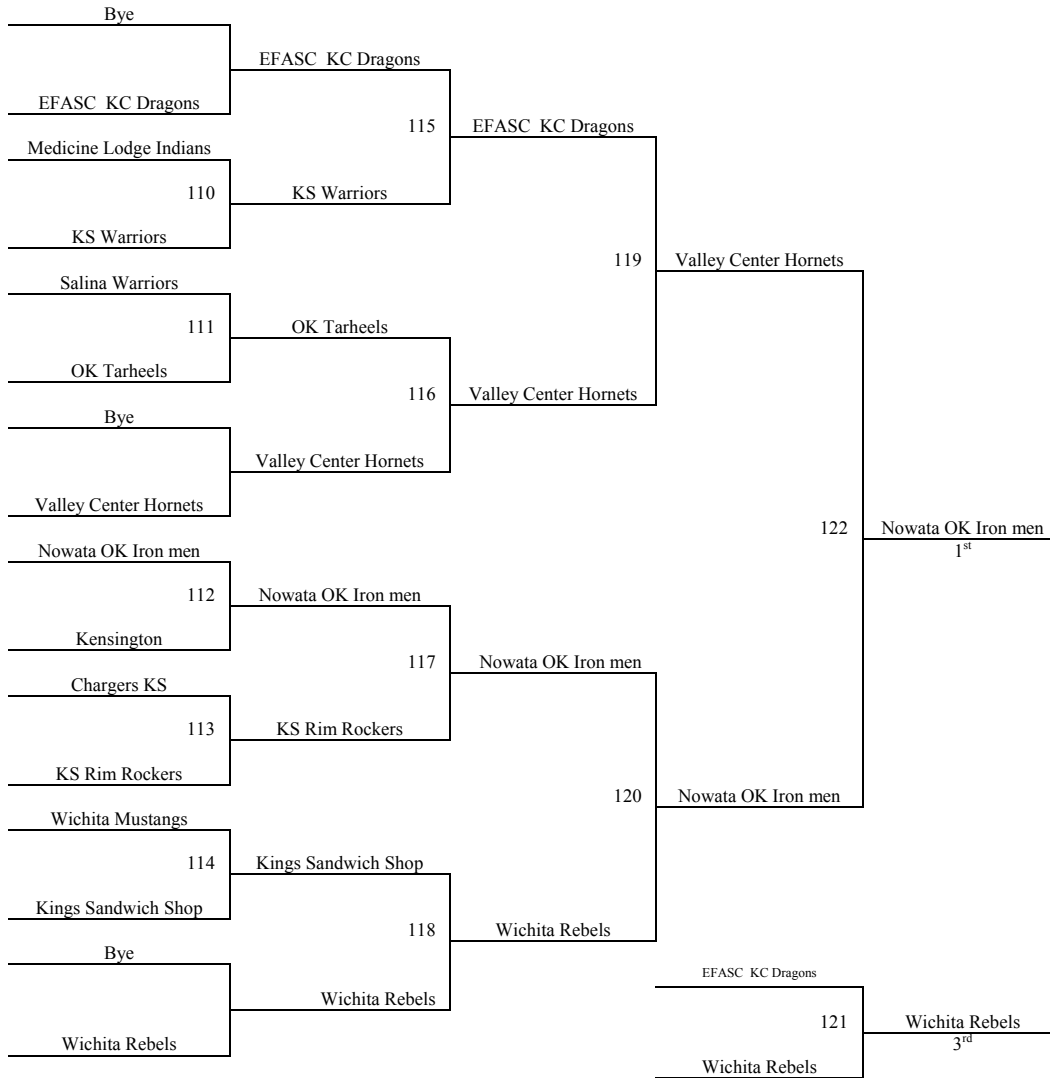 Bye
EFASC KC Dragons
EFASC KC Dragons
115
EFASC KC Dragons
Medicine Lodge Indians
110
KS Warriors
KS Warriors
119
Valley Center Hornets
Salina Warriors
111
OK Tarheels
OK Tarheels
116
Valley Center Hornets
Bye
Valley Center Hornets
Valley Center Hornets
122
Nowata OK Iron men
1st
Nowata OK Iron men
112
Nowata OK Iron men
Kensington
117
Nowata OK Iron men
Chargers KS
113
KS Rim Rockers
KS Rim Rockers
120
Nowata OK Iron men
Wichita Mustangs
114
Kings Sandwich Shop
Kings Sandwich Shop
118
Wichita Rebels
Bye
Wichita Rebels
Wichita Rebels
EFASC KC Dragons
121
Wichita Rebels
3rd
Wichita Rebels